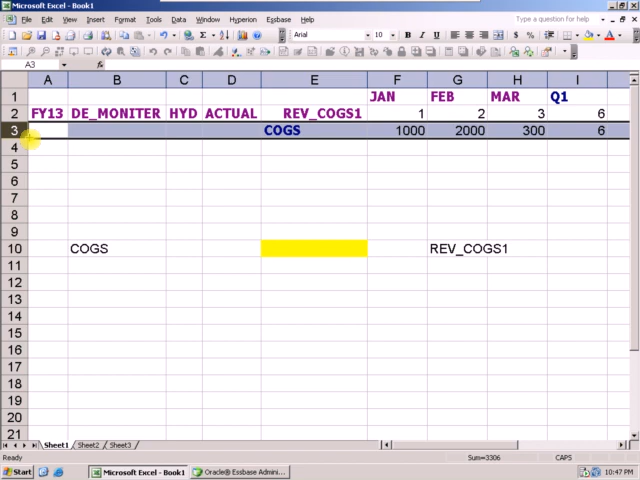 Microsoft Excel - Book1
File Edit View Insert Format Tools Data Window Hyperion Essbase Help Type a question for help
Arial 10 B I U $ %
A3 fx
A B C D E F G H I
1 JAN FEB MAR Q1
2 FY13 DE_MONITER HYD ACTUAL REV_COGS1 1 2 3 6
3 COGS 1000 2000 300 6
4
5
6
7
8
9
10 COGS REV_COGS1
11
12
13
14
15
16
17
18
19
20
21
Sheet1 Sheet2 Sheet3
Ready Sum=3306 CAPS
Start Microsoft Excel - Book1 Oracle® Essbase Admini... 10:47 PM